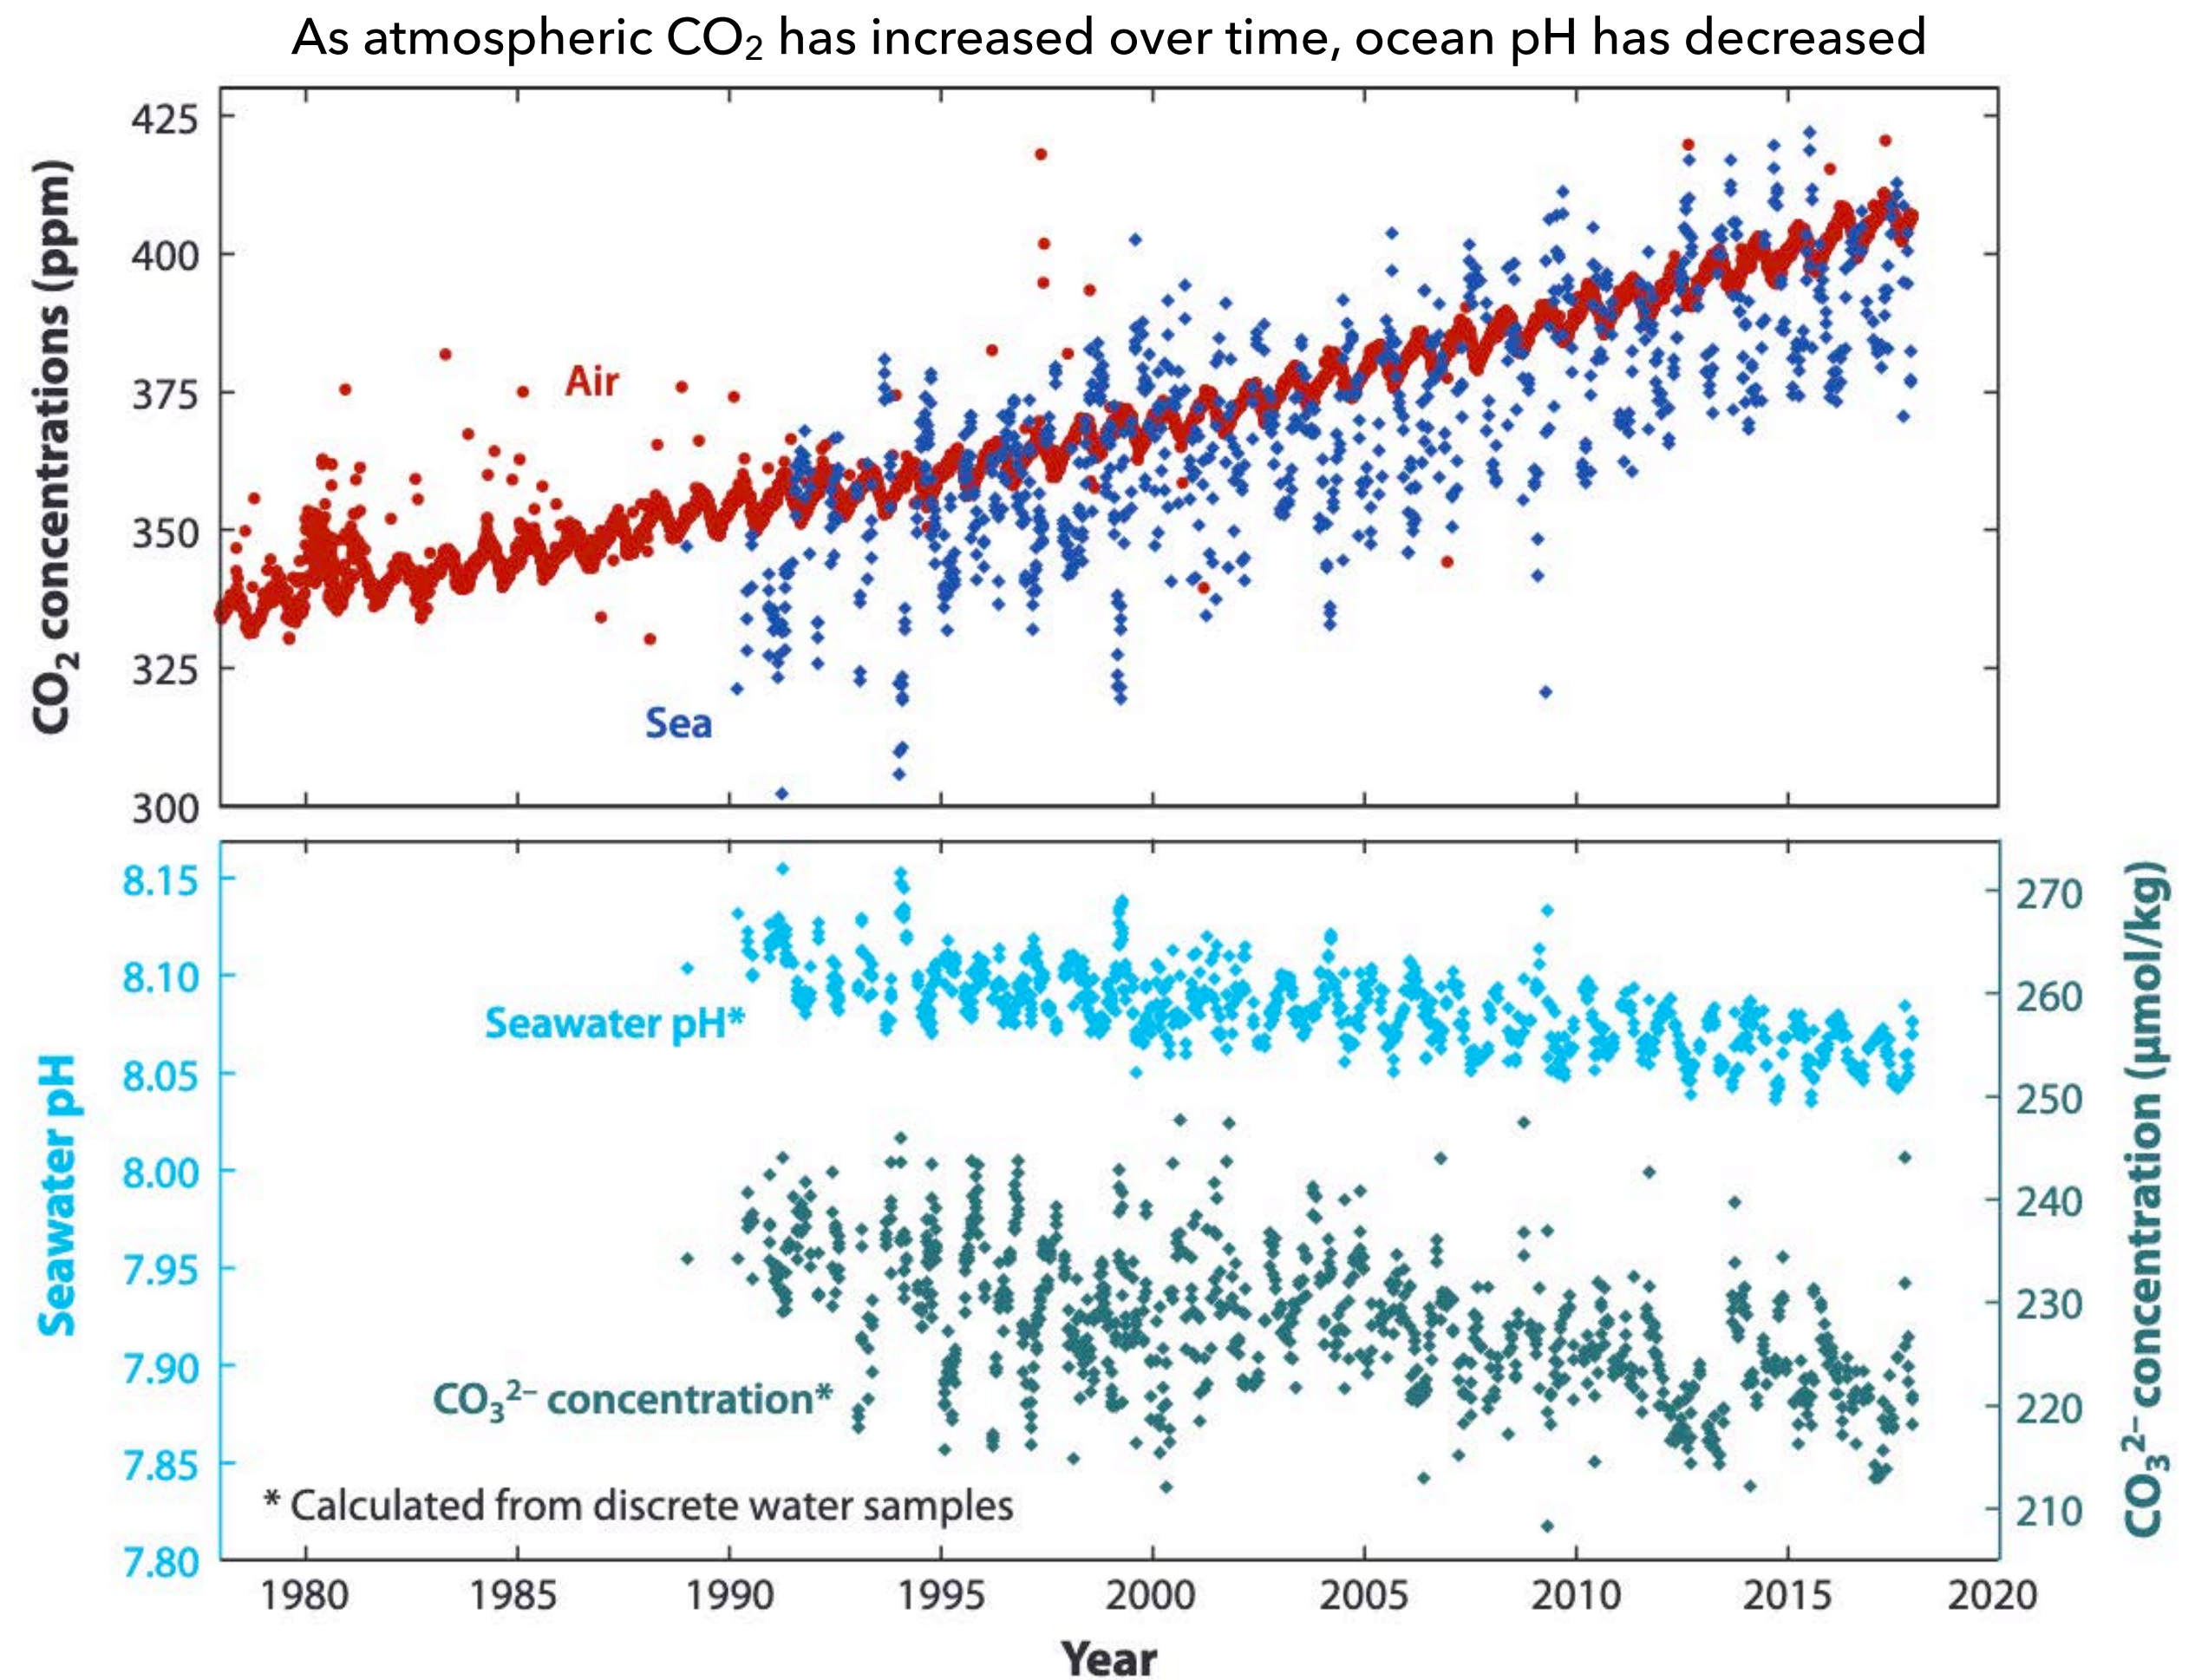 As atmospheric CO₂ has increased over time, ocean pH has decreased
CO₂ concentrations (ppm)
425
400
375
350
325
300
Air
Sea
Seawater pH
8.15
8.10
8.05
8.00
7.95
7.90
7.85
7.80
Seawater pH*
CO₃²⁻ concentration*
* Calculated from discrete water samples
270
260
250
240
230
220
210
CO₃²⁻ concentration (μmol/kg)
1980 1985 1990 1995 2000 2005 2010 2015 2020
Year